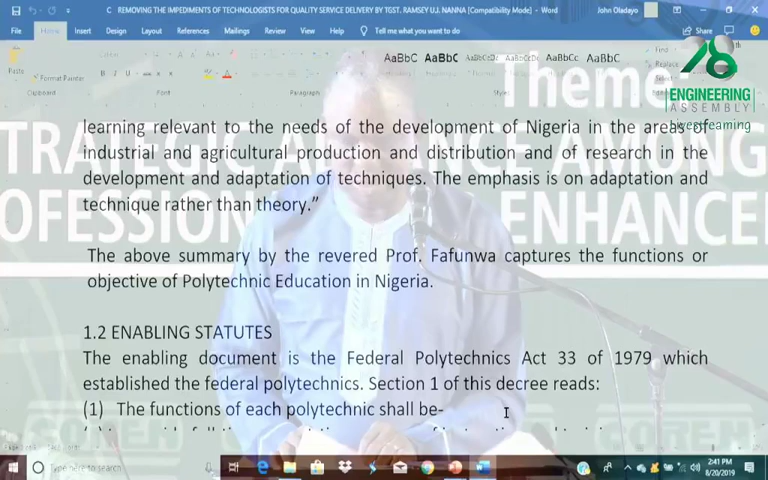 C REMOVING THE IMPEDIMENTS OF TECHNOLOGISTS FOR QUALITY SERVICE DELIVERY BY TGST. RAMSEY U.J. NANNA [Compatibility Mode] - Word
John Oladayo
File Home Insert Design Layout References Mailings Review View Help Tell me what you want to do
Share
Paste
Format Painter
Clipboard
Font
Paragraph
Styles
AaBbC AaBbC AaBbCcDc AaBbCcDc AaBbCc AaBbC
Find
Replace
Select
Theme
ENGINEERING
ASSEMBLY
livestreaming
TRATEG
AMONG
OFESSION
ENHANCE
learning relevant to the needs of the development of Nigeria in the areas of
industrial and agricultural production and distribution and of research in the
development and adaptation of techniques. The emphasis is on adaptation and
technique rather than theory.”
The above summary by the revered Prof. Fafunwa captures the functions or
objective of Polytechnic Education in Nigeria.
1.2 ENABLING STATUTES
The enabling document is the Federal Polytechnics Act 33 of 1979 which
established the federal polytechnics. Section 1 of this decree reads:
(1) The functions of each polytechnic shall be-
COREN
Type here to search
2:41 PM
8/20/2019